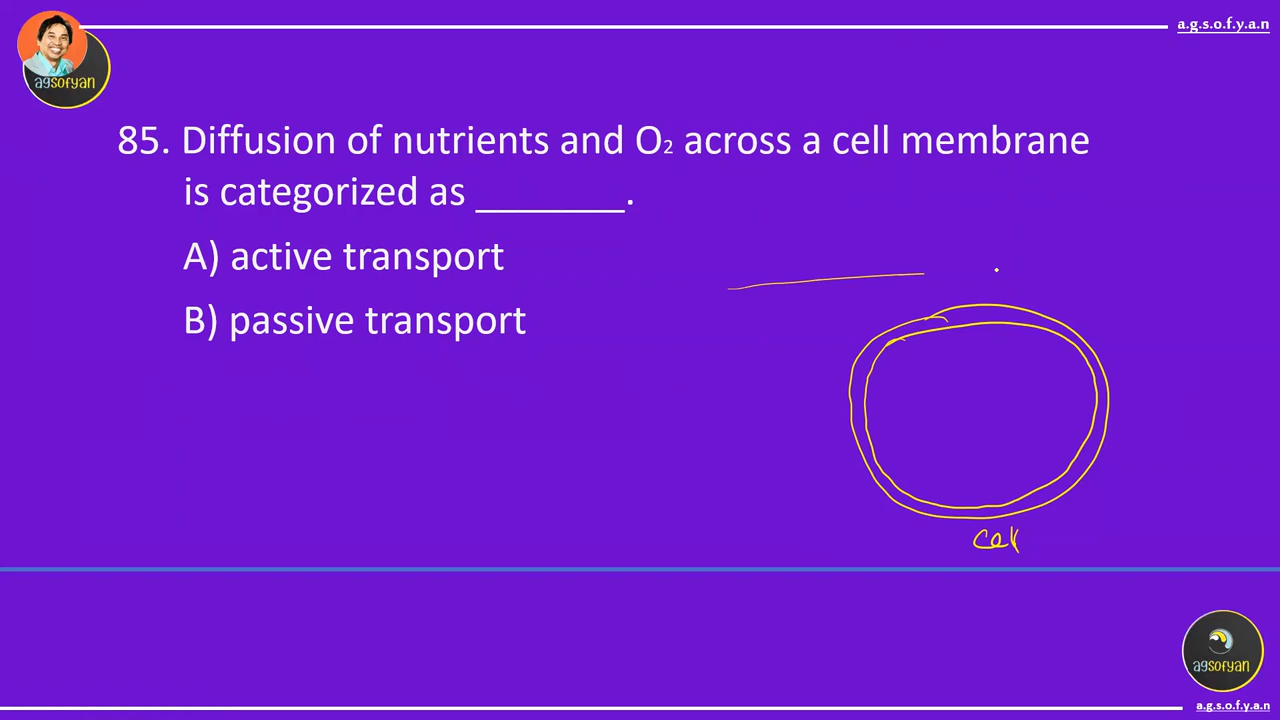 a.g.s.o.f.y.a.n
agsofyan
85. Diffusion of nutrients and O₂ across a cell membrane
is categorized as _______.
A) active transport
B) passive transport
cell
agsofyan
a.g.s.o.f.y.a.n